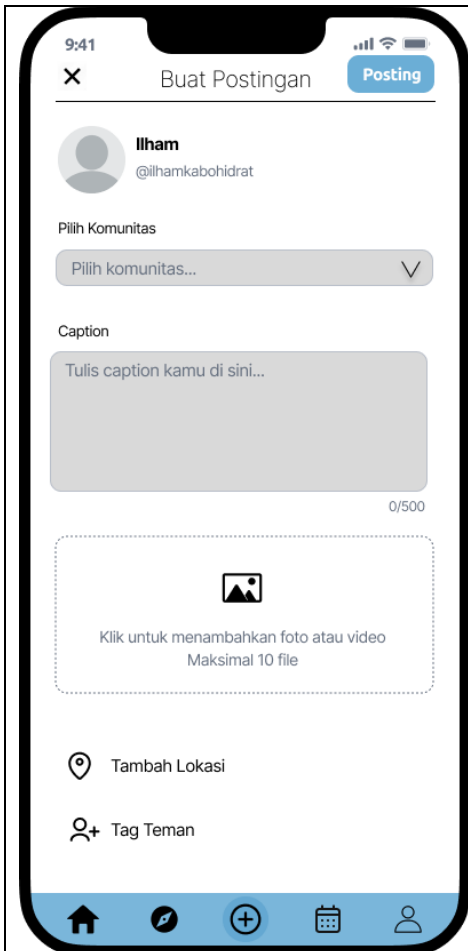 9:41
Buat Postingan
Posting
Ilham
@ilhamkabohidrat
Pilih Komunitas
Pilih komunitas...
Caption
Tulis caption kamu di sini...
0/500
Klik untuk menambahkan foto atau video
Maksimal 10 file
Tambah Lokasi
Tag Teman